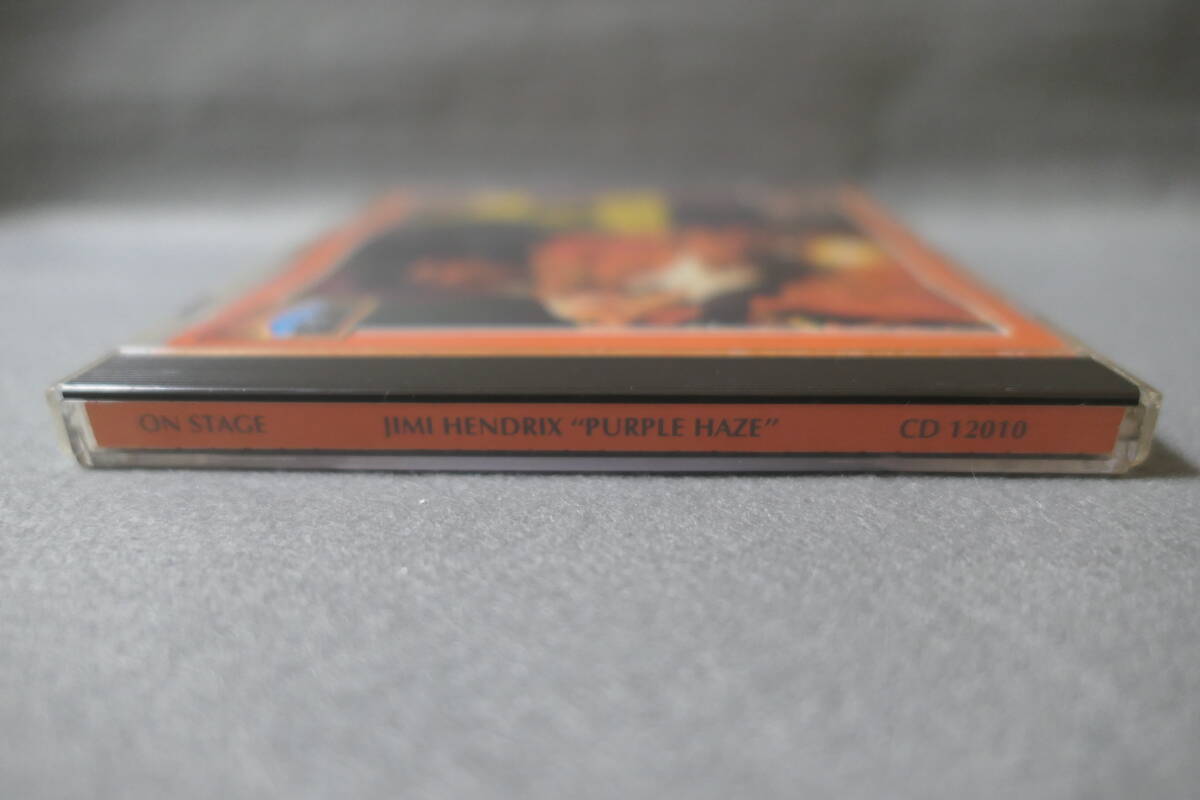 ON STAGE JIMI HENDRIX “PURPLE HAZE” CD 12010